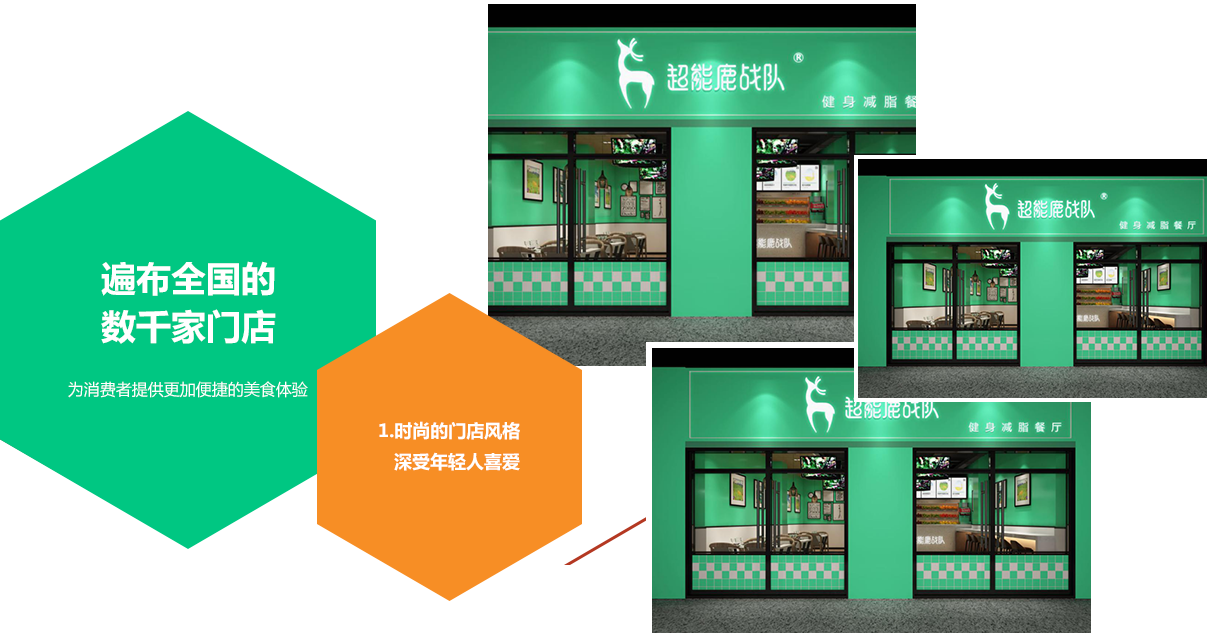 遍布全国的
数千家门店
为消费者提供更加便捷的美食体验
1.时尚的门店风格
深受年轻人喜爱
超能鹿战队®
健身减脂餐
能鹿战队
超能鹿战队®
健身减脂餐厅
能鹿战队
超能鹿战队
健身减脂餐厅
能鹿战队